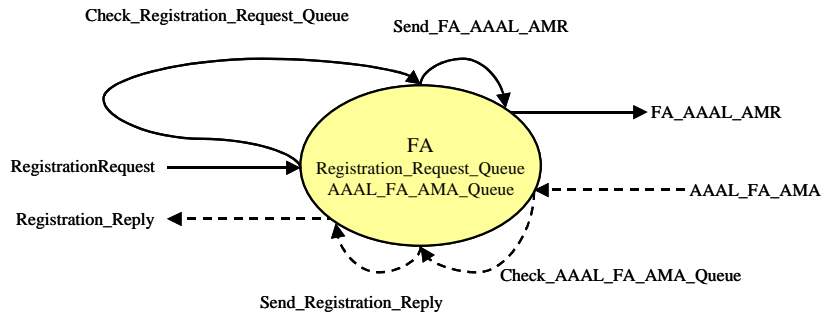 Check_Registration_Request_Queue
Send_FA_AAAL_AMR
FA_AAAL_AMR
FA
RegistrationRequest
Registration_Request_Queue
AAAL_FA_AMA_Queue
AAAL_FA_AMA
Registration_Reply
Check_AAAL_FA_AMA_Queue
Send_Registration_Reply